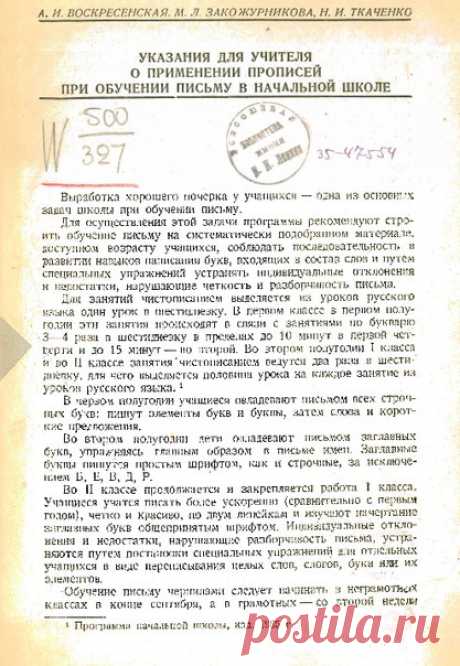 А. И. ВОСКРЕСЕНСКАЯ, М. Л. ЗАКОЖУРНИКОВА, Н. И. ТКАЧЕНКО
УКАЗАНИЯ ДЛЯ УЧИТЕЛЯ
О ПРИМЕНЕНИИ ПРОПИСЕЙ
ПРИ ОБУЧЕНИИ ПИСЬМУ В НАЧАЛЬНОЙ ШКОЛЕ
W 500
327
35-47554
Выработка хорошего почерка у учащихся — одна из основных
задач школы при обучении письму.
Для осуществления этой задачи программы рекомендуют стро-
ить обучение письму на систематически подобранном материале,
доступном возрасту учащихся, соблюдать последовательность в
развитии навыков написания букв, входящих в состав слов и путем
специальных упражнений устранять индивидуальные отклонения
и недостатки, нарушающие четкость и разборчивость письма.
Для занятий чистописанием выделяется из уроков русского
языка один урок в шестидневку. В первом классе в первом полу-
годии эти занятия происходят в связи с занятиями по букварю
3—4 раза в шестидневку в пределах до 10 минут в первой чет-
верти и до 15 минут — во второй. Во втором полугодии I класса
и во II классе занятия чистописанием ведутся два раза в шести-
дневку, для чего выделяется половина урока на каждое занятие из
уроков русского языка. ¹
В первом полугодии учащиеся овладевают письмом всех строч-
ных букв: пишут элементы букв и буквы, затем слова и корот-
кие предложения.
Во втором полугодии дети овладевают письмом заглавных
букв, упражняясь главным образом в письме имен. Заглавные
буквы пишутся простым шрифтом, как и строчные, за исключе-
нием Б, Е, В, Д, Р.
Во II классе продолжается и закрепляется работа I класса.
Учащиеся учатся писать более ускоренно (сравнительно с первым
годом), четко и красиво, по двум линейкам и изучают начертание
заглавных букв общепринятым шрифтом. Индивидуальные откло-
нения и недостатки, нарушающие разборчивость письма, устра-
няются путем постановки специальных упражнений для отдельных
учащихся в виде переписывания целых слов, слогов, букв или их
элементов.
Обучение письму чернилами следует начинать в неграмотных
классах в конце сентября, а в грамотных — со второй недели
¹ Программа начальной школы, изд.
postila.ru